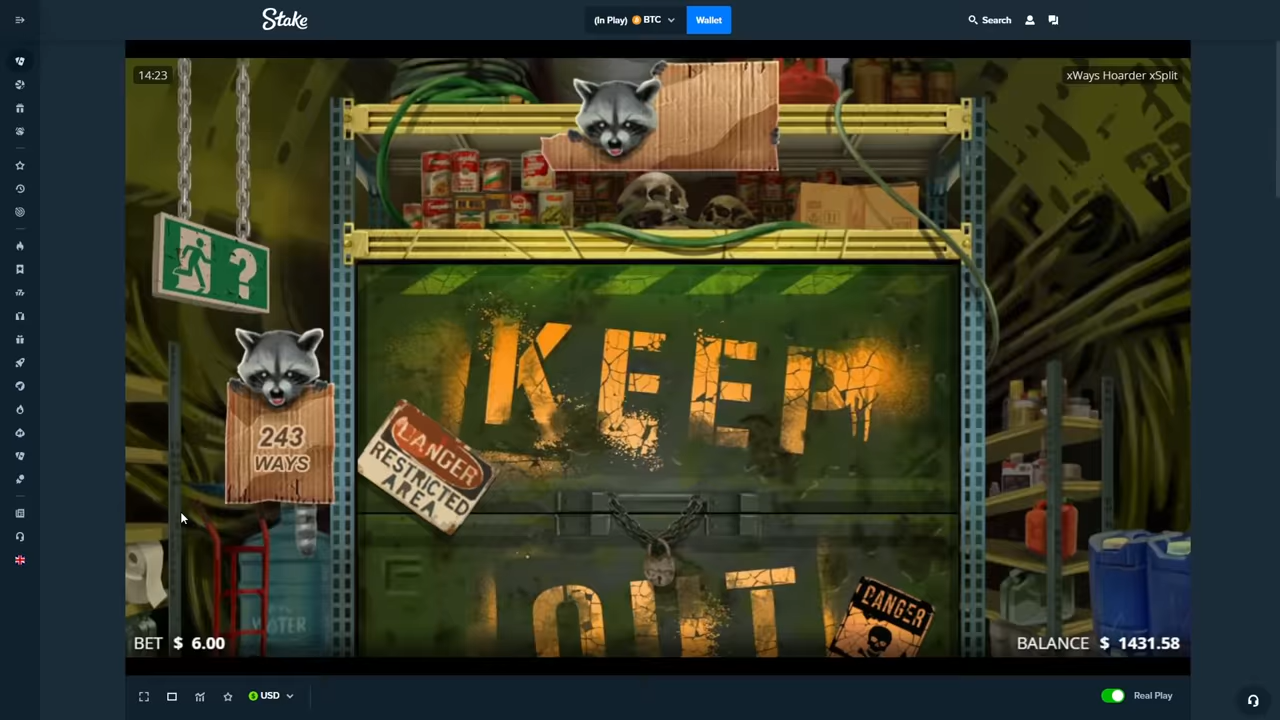 Stake
(In Play) BTC
Wallet
Search
14:23
xWays Hoarder xSplit
?
KEEP
DANGER
RESTRICTED
AREA
243
WAYS
OUT
DANGER
WATER
BET $ 6.00
BALANCE $ 1431.58
USD
Real Play